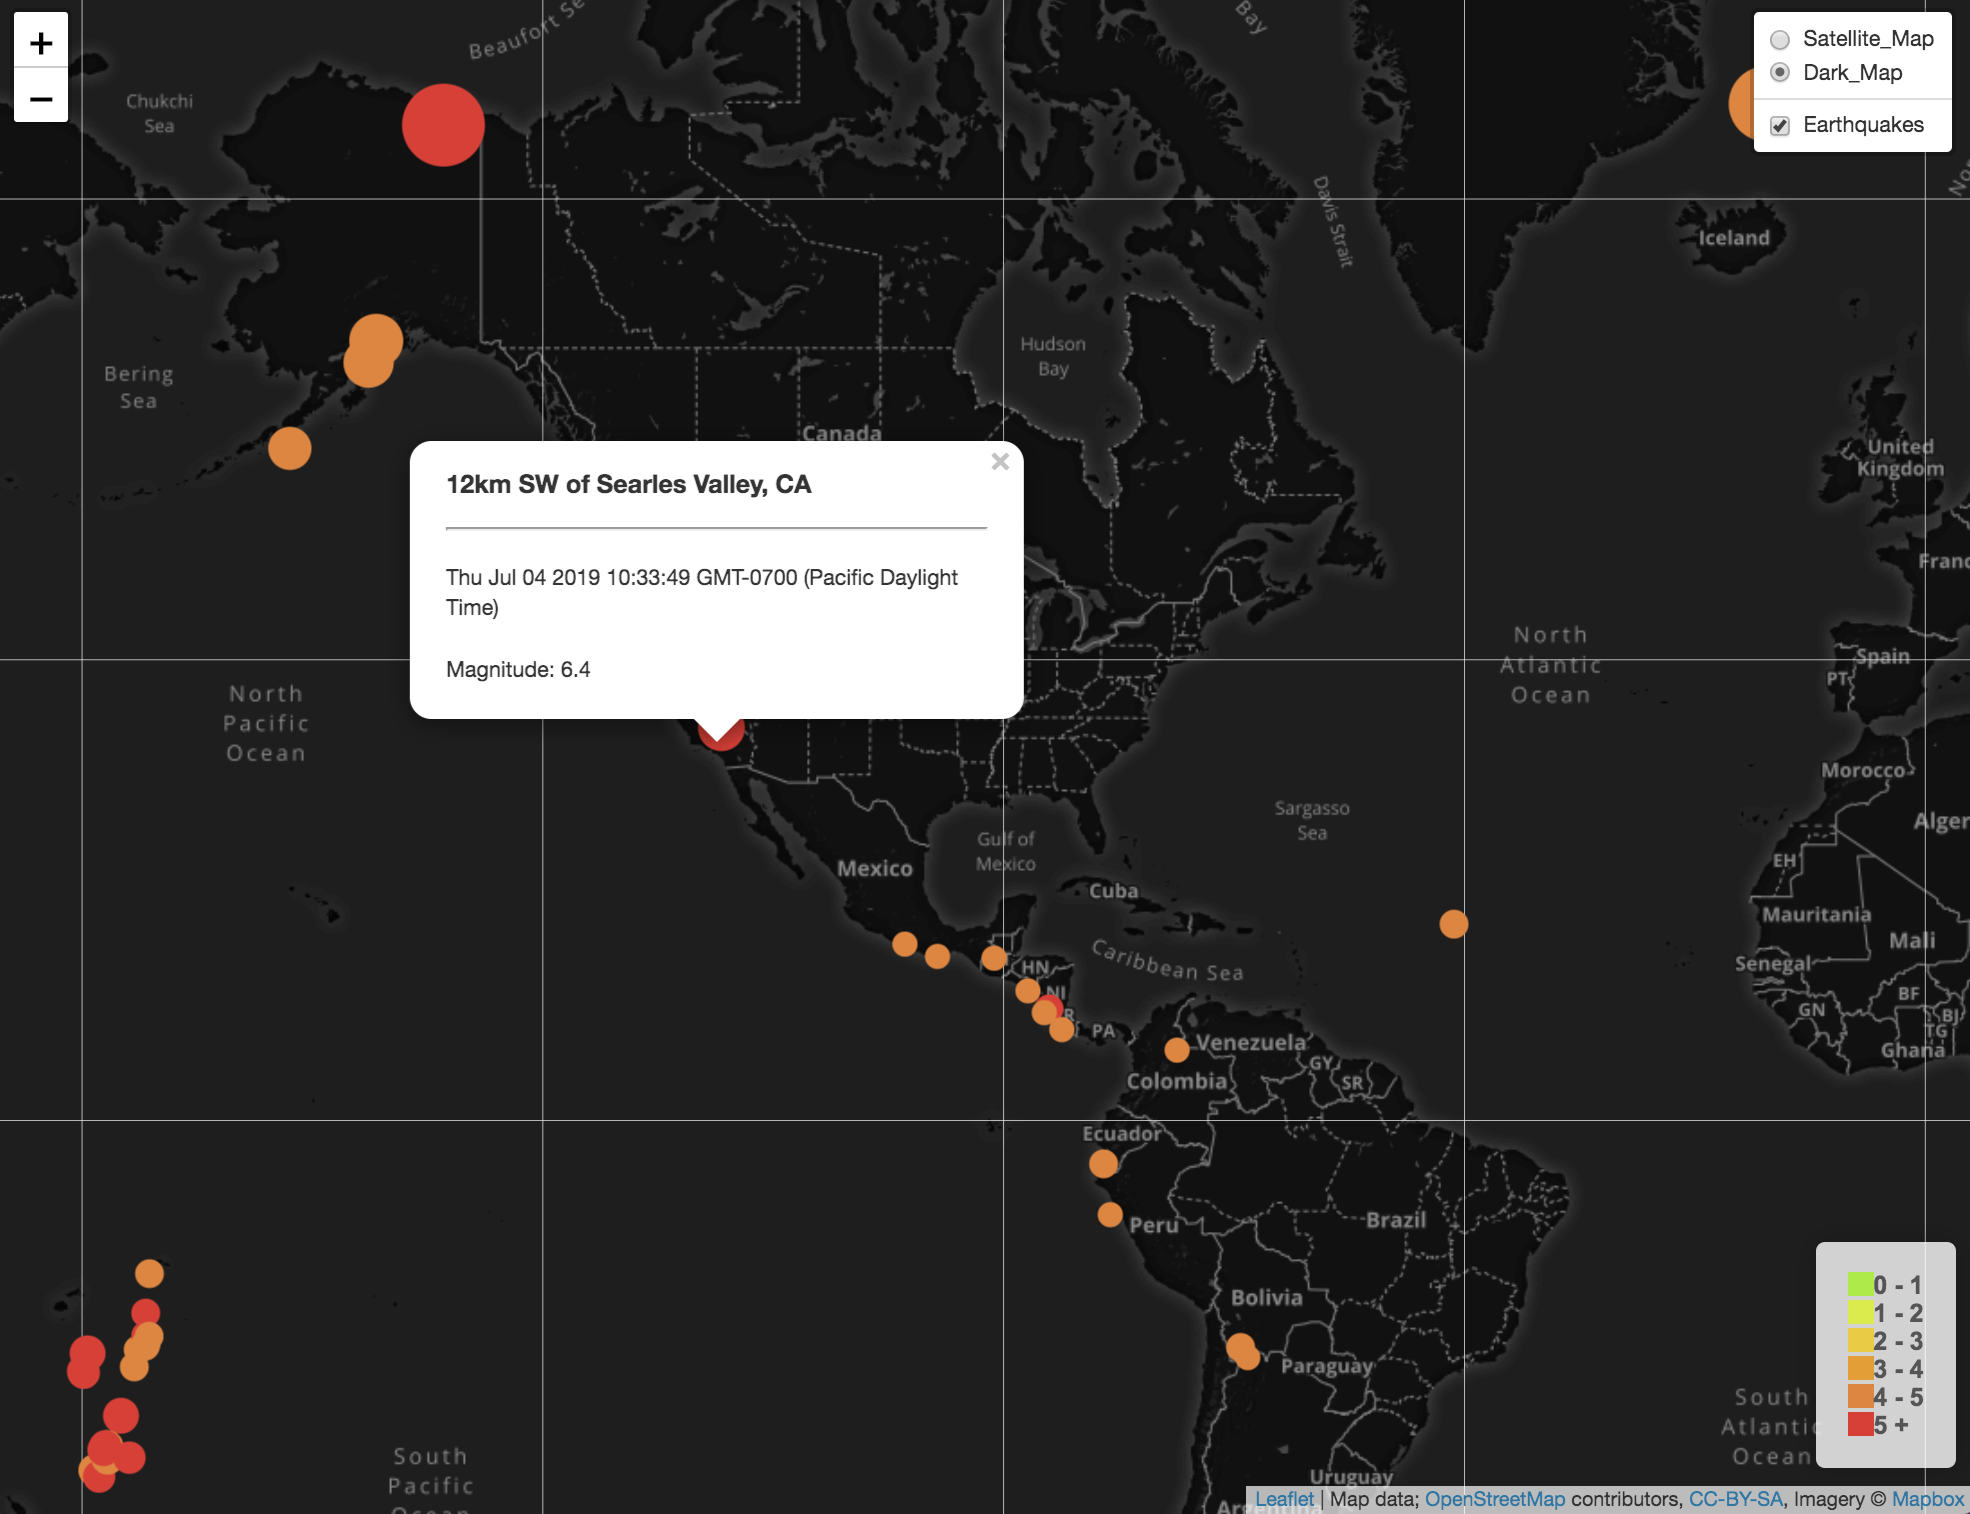 +
−
Satellite_Map
Dark_Map
Earthquakes
Beaufort Se
Bay
Chukchi
Sea
Davis Strait
No
Iceland
Hudson
Bay
Bering
Sea
Canada
United
Kingdom
12km SW of Searles Valley, CA
×
Thu Jul 04 2019 10:33:49 GMT-0700 (Pacific Daylight
Time)
Magnitude: 6.4
Franc
North
Atlantic
Ocean
Spain
PT
North
Pacific
Ocean
Morocco
Sargasso
Sea
Alger
Gulf of
Mexico
Mexico
EH
Cuba
Mauritania
Mali
Caribbean Sea
Senegal
HN
NI
BF
R
GN
BJ
PA
TG
Venezuela
Ghana
GY
Colombia
SR
Ecuador
Peru
Brazil
Bolivia
Paraguay
0 - 1
1 - 2
2 - 3
3 - 4
4 - 5
5 +
South
Atlantic
Ocean
South
Pacific
Ocean
Uruguay
Argentina
Leaflet | Map data; OpenStreetMap contributors, CC-BY-SA, Imagery © Mapbox